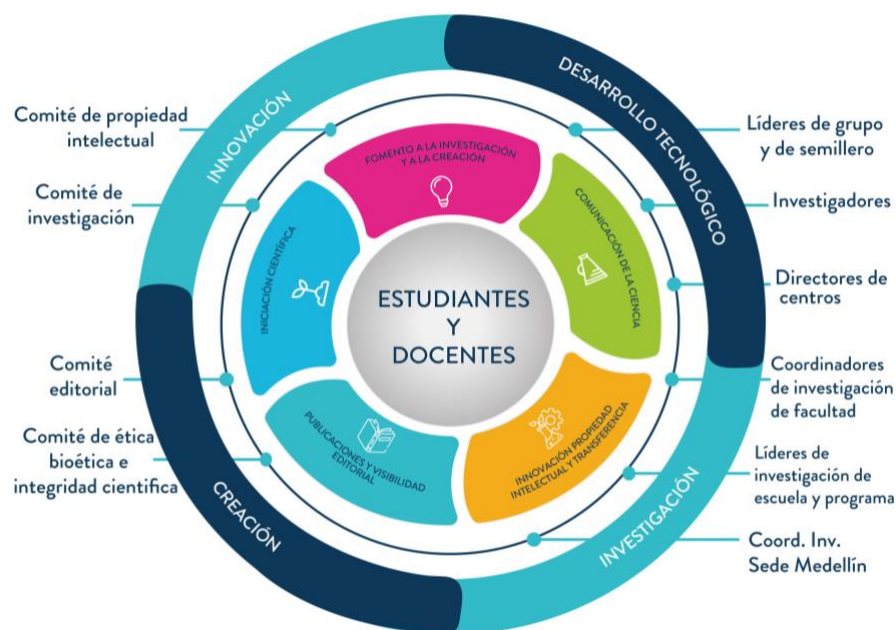 INNOVACIÓN
DESARROLLO TECNOLÓGICO
Comité de propiedad
intelectual
Comité de
investigación
Comité
editorial
Comité de ética
bioética e
integridad cientifica
FOMENTO A LA INVESTIGACIÓN
Y A LA CREACIÓN
COMUNICACIÓN DE LA CIENCIA
INICIACIÓN CIENTÍFICA
ESTUDIANTES
Y
DOCENTES
PUBLICACIONES Y VISIBILIDAD
EDITORIAL
INNOVACIÓN PROPIEDAD
INTELECTUAL Y TRANSFERENCIA
Líderes de grupo
y de semillero
Investigadores
Directores de
centros
Coordinadores
de investigación
de facultad
Líderes de
investigación de
escuela y programa
Coord. Inv.
Sede Medellín
CREACIÓN
INVESTIGACIÓN